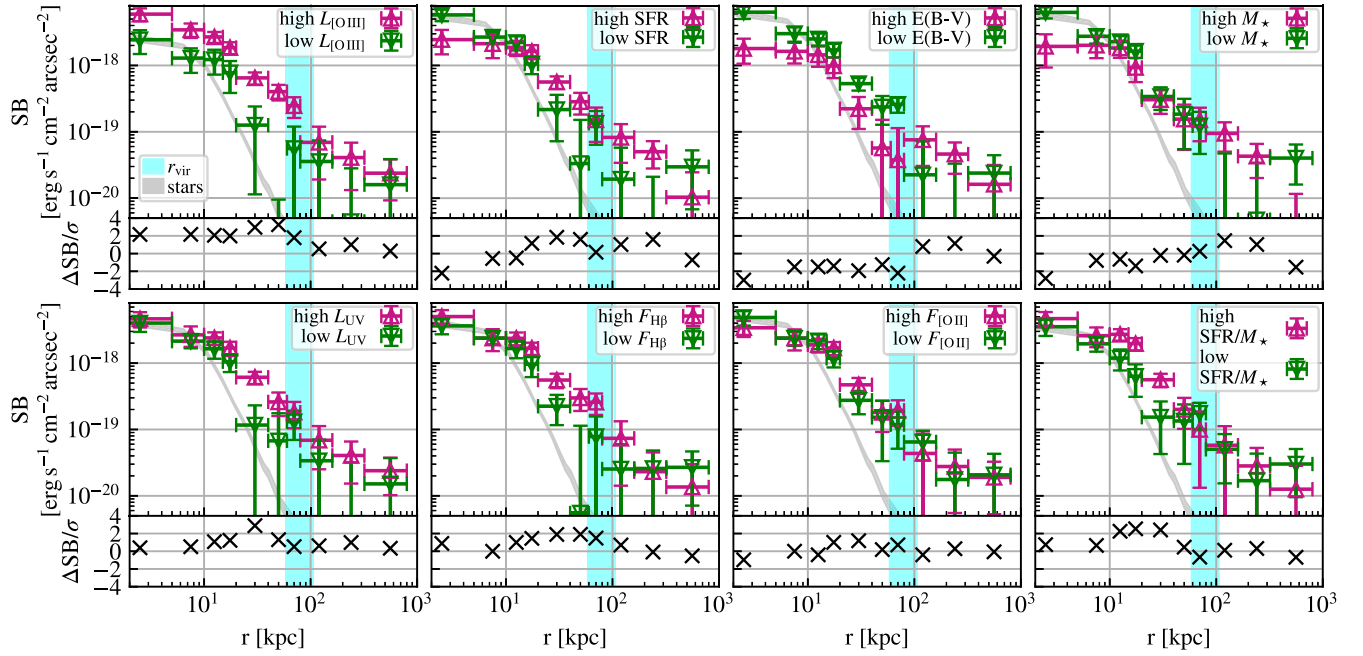 high L[OIII]
low L[OIII]
high SFR
low SFR
high E(B-V)
low E(B-V)
high M⋆
low M⋆
SB
[erg s⁻¹ cm⁻² arcsec⁻²]
10⁻¹⁸
10⁻¹⁹
10⁻²⁰
rvir
stars
ΔSB/σ
4
2
0
−2
−4
high LUV
low LUV
high FHβ
low FHβ
high F[OII]
low F[OII]
high
SFR/M⋆
low
SFR/M⋆
SB
[erg s⁻¹ cm⁻² arcsec⁻²]
10⁻¹⁸
10⁻¹⁹
10⁻²⁰
ΔSB/σ
4
2
0
−2
−4
10¹ 10² 10³ 10¹ 10² 10³ 10¹ 10² 10³ 10¹ 10² 10³
r [kpc] r [kpc] r [kpc] r [kpc]